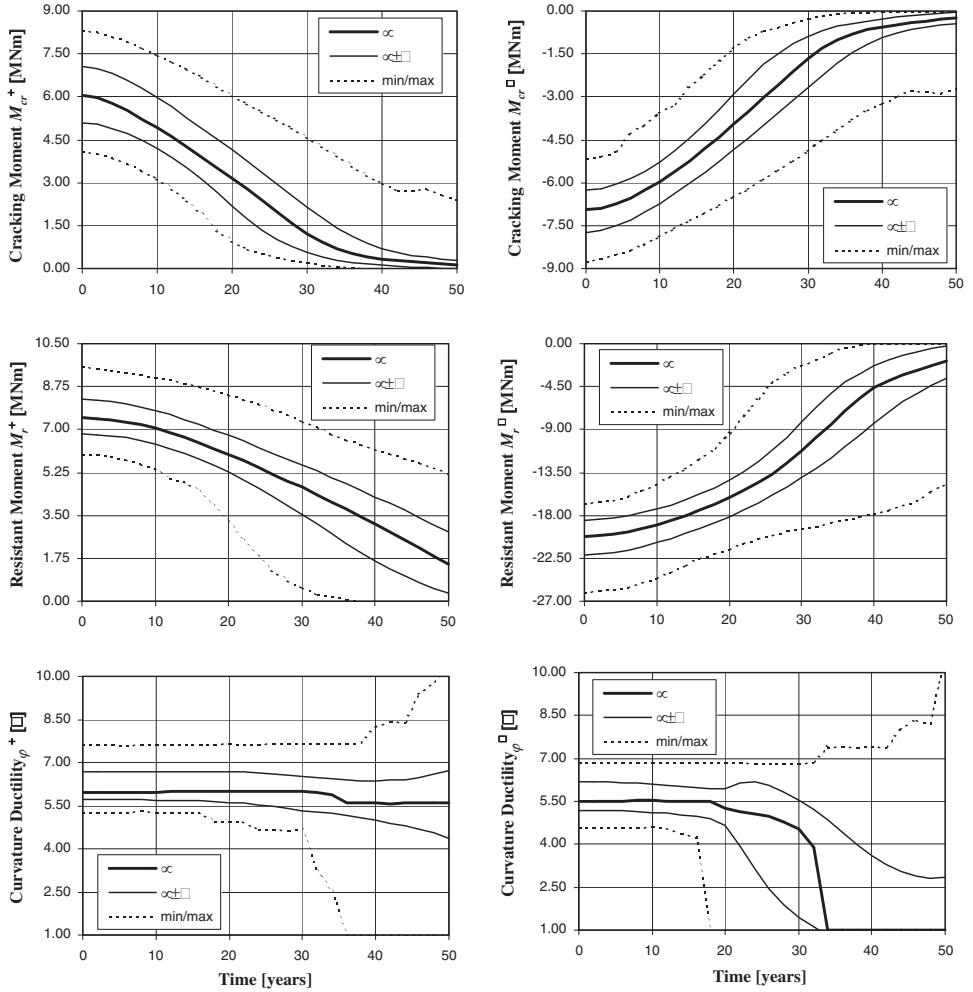 Cracking Moment M_cr^+ [MNm]
9.00
7.50
6.00
4.50
3.00
1.50
0.00
0 10 20 30 40 50
∝
∝±□
min/max
Cracking Moment M_cr^□ [MNm]
0.00
-1.50
-3.00
-4.50
-6.00
-7.50
-9.00
0 10 20 30 40 50
∝
∝±□
min/max
Resistant Moment M_r^+ [MNm]
10.50
8.75
7.00
5.25
3.50
1.75
0.00
0 10 20 30 40 50
∝
∝±□
min/max
Resistant Moment M_r^□ [MNm]
0.00
-4.50
-9.00
-13.50
-18.00
-22.50
-27.00
0 10 20 30 40 50
∝
∝±□
min/max
Curvature Ductility φ^+ [□]
10.00
8.50
7.00
5.50
4.00
2.50
1.00
0 10 20 30 40 50
∝
∝±□
min/max
Time [years]
Curvature Ductility φ^□ [□]
10.00
8.50
7.00
5.50
4.00
2.50
1.00
0 10 20 30 40 50
∝
∝±□
min/max
Time [years]